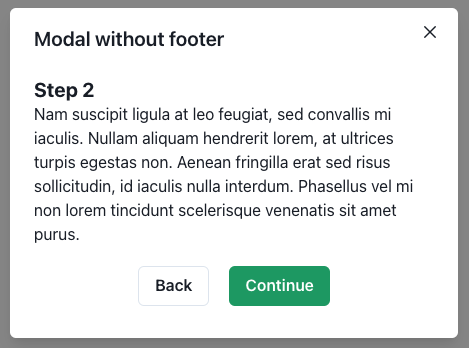 Modal without footer
Step 2
Nam suscipit ligula at leo feugiat, sed convallis mi
iaculis. Nullam aliquam hendrerit lorem, at ultrices
turpis egestas non. Aenean fringilla erat sed risus
sollicitudin, id iaculis nulla interdum. Phasellus vel mi
non lorem tincidunt scelerisque venenatis sit amet
purus.
Back Continue